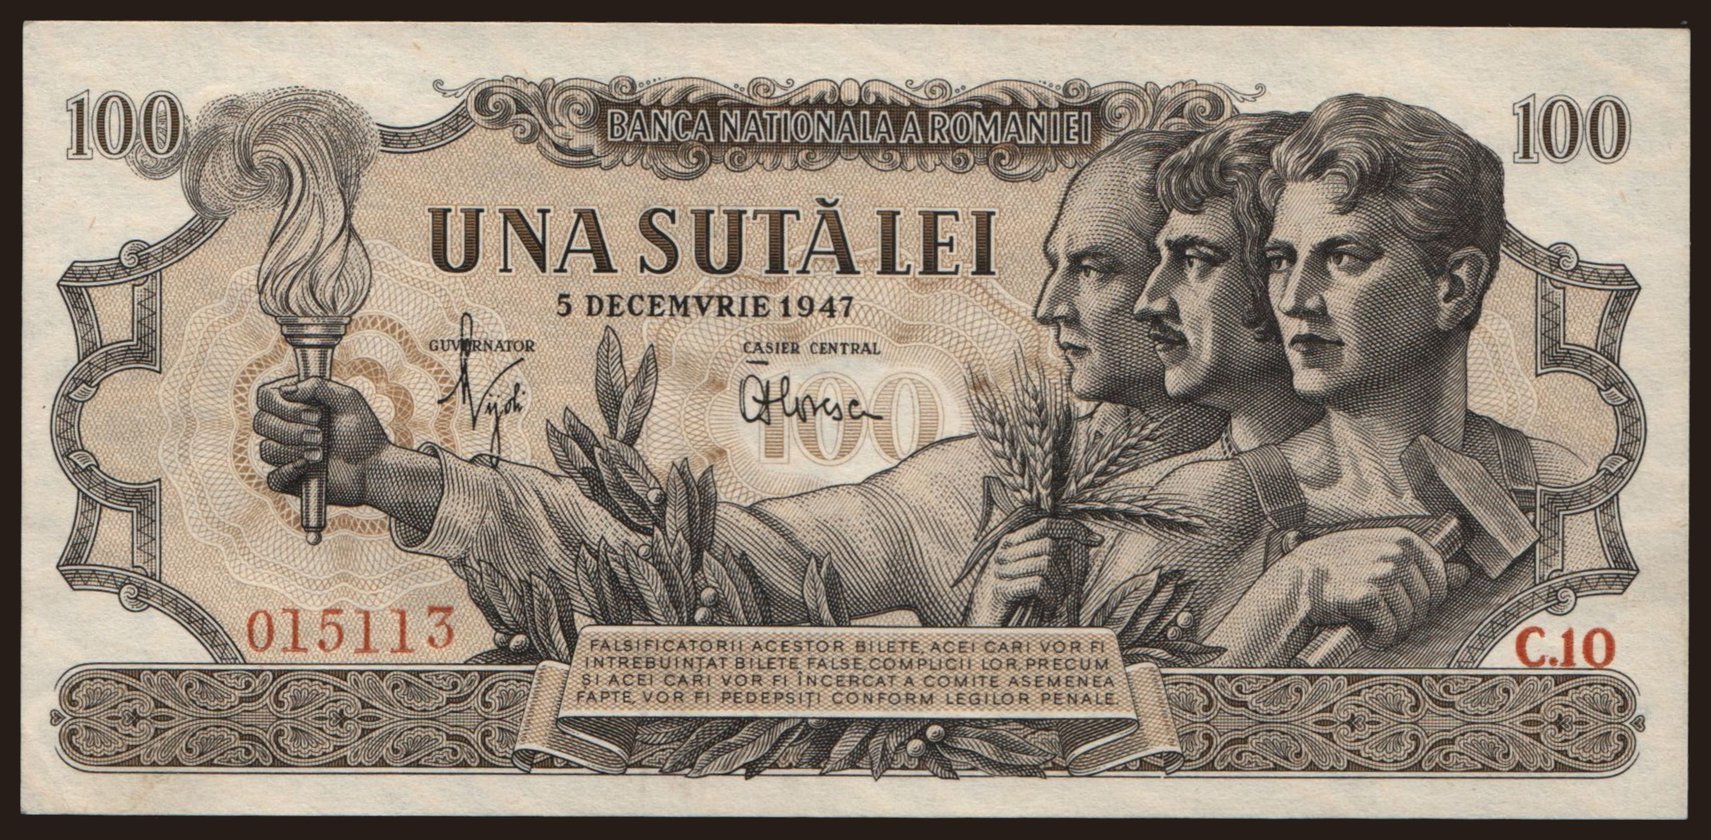 100
BANCA NATIONALA A ROMANIEI
100
UNA SUTĂ LEI
5 DECEMVRIE 1947
GUVERNATOR
CASIER CENTRAL
100
015113
C.10
FALSIFICATORII ACESTOR BILETE, ACEI CARI VOR FI
INTREBUINȚAT BILETE FALSE, COMPLICII LOR, PRECUM
ȘI ACEI CARI VOR FI ÎNCERCAT A COMITE ASEMENEA
FAPTE VOR FI PEDEPSIȚI CONFORM LEGILOR PENALE.